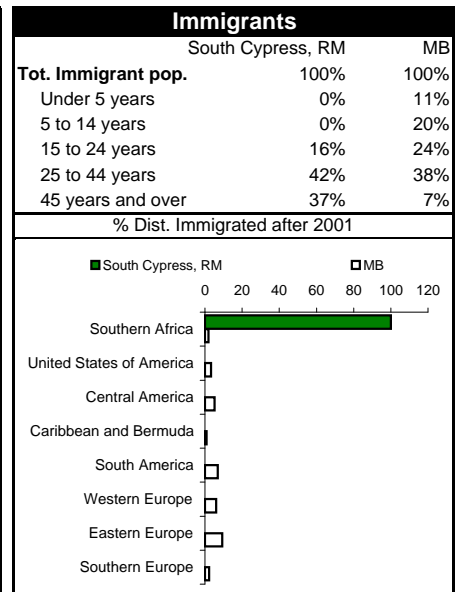 Immigrants
South Cypress, RM MB
Tot. Immigrant pop. 100% 100%
Under 5 years 0% 11%
5 to 14 years 0% 20%
15 to 24 years 16% 24%
25 to 44 years 42% 38%
45 years and over 37% 7%
% Dist. Immigrated after 2001
South Cypress, RM MB
0 20 40 60 80 100 120
Southern Africa
United States of America
Central America
Caribbean and Bermuda
South America
Western Europe
Eastern Europe
Southern Europe